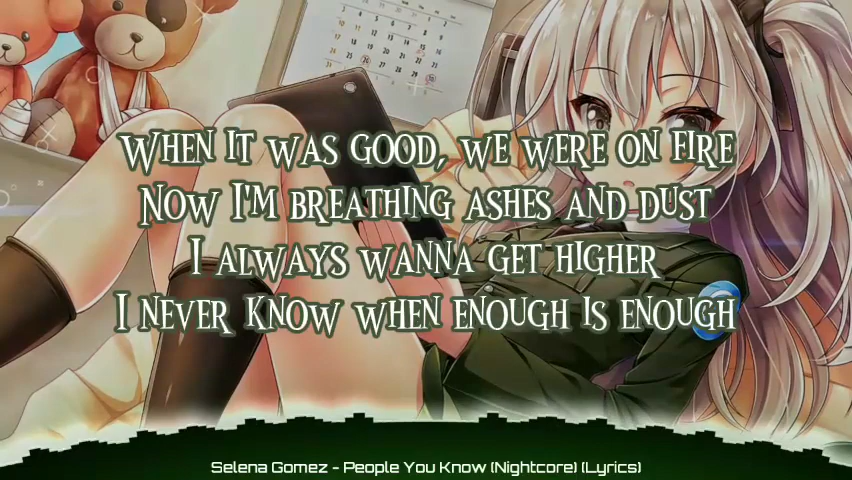 When it was good, we were on fire
Now I'm breathing ashes and dust
I always wanna get higher
I never know when enough is enough
Selena Gomez - People You Know (Nightcore) (Lyrics)